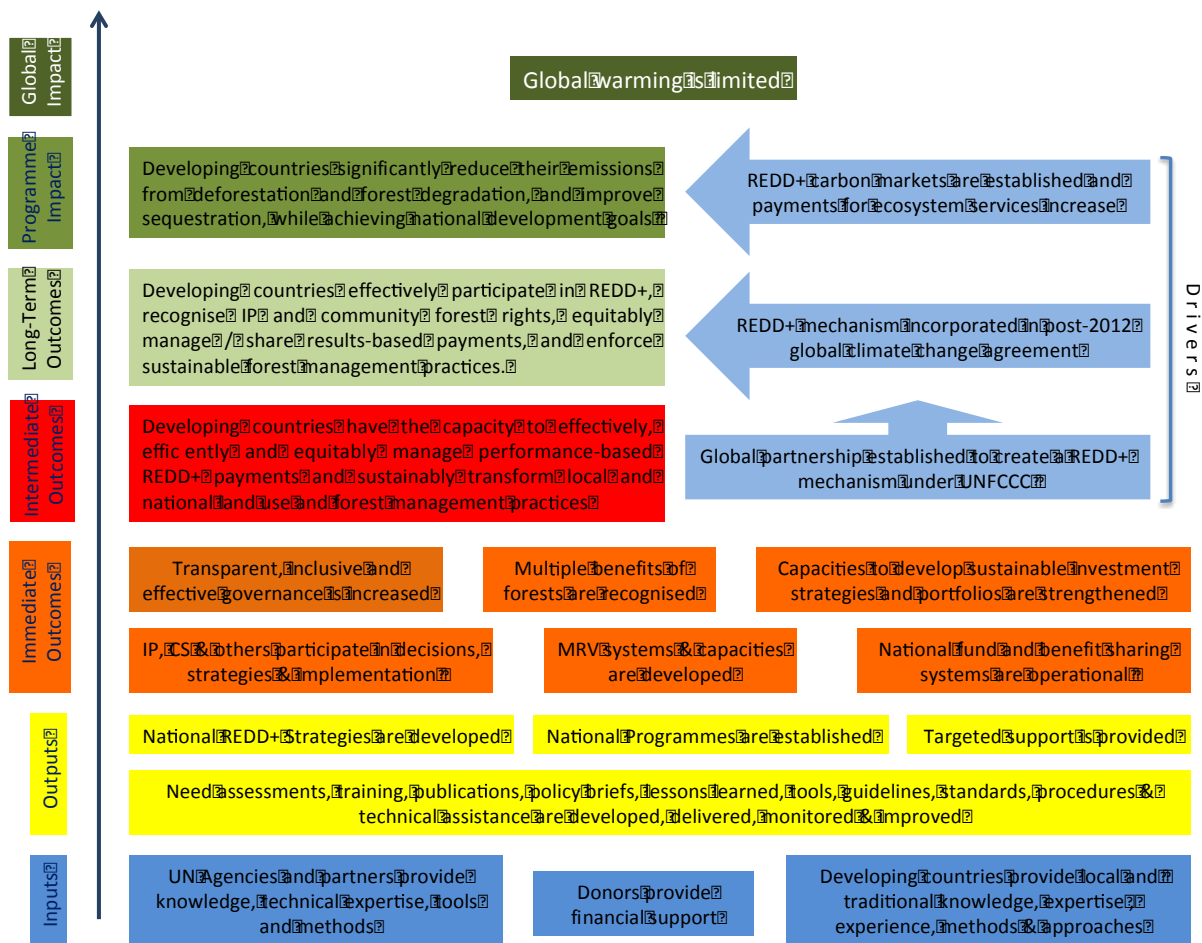 Global
Impact
Global warming is limited
Programme
Impact
Developing countries significantly reduce their emissions
from deforestation and forest degradation, and improve
sequestration, while achieving national development goals
REDD+ carbon markets are established and
payments for ecosystem services increase
Long-Term
Outcomes
Developing countries effectively participate in REDD+,
recognise IP and community forest rights, equitably
manage / share results-based payments, and enforce
sustainable forest management practices.
REDD+ mechanism incorporated in post-2012
global climate change agreement
Drivers
Intermediate
Outcomes
Developing countries have the capacity to effectively,
effic ently and equitably manage performance-based
REDD+ payments and sustainably transform local and
national land use and forest management practices
Global partnership established to create a REDD+
mechanism under UNFCCC
Immediate
Outcomes
Transparent, inclusive and
effective governance is increased
Multiple benefits of
forests are recognised
Capacities to develop sustainable investment
strategies and portfolios are strengthened
IP, CS & others participate in decisions,
strategies & implementation
MRV systems & capacities
are developed
National fund and benefit sharing
systems are operational
Outputs
National REDD+ Strategies are developed
National Programmes are established
Targeted support is provided
Need assessments, training, publications, policy briefs, lessons learned, tools, guidelines, standards, procedures &
technical assistance are developed, delivered, monitored & improved
Inputs
UN Agencies and partners provide
knowledge, technical expertise, tools
and methods
Donors provide
financial support
Developing countries provide local and
traditional knowledge, expertise,
experience, methods & approaches